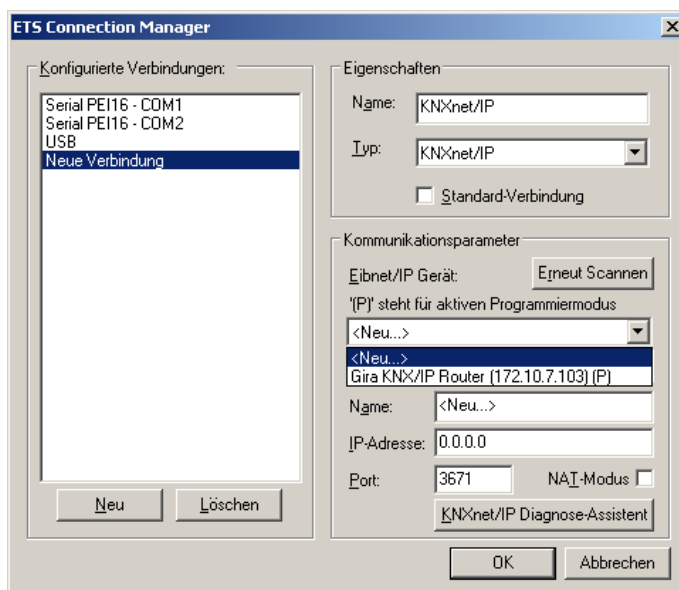 ETS Connection Manager
Konfigurierte Verbindungen:
Serial PEI16 - COM1
Serial PEI16 - COM2
USB
Neue Verbindung
Neu
Löschen
Eigenschaften
Name:
KNXnet/IP
Typ:
KNXnet/IP
Standard-Verbindung
Kommunikationsparameter
Eibnet/IP Gerät:
Erneut Scannen
'(P)' steht für aktiven Programmiermodus
<Neu...>
<Neu...>
Gira KNX/IP Router (172.10.7.103) (P)
Name:
<Neu...>
IP-Adresse:
0.0.0.0
Port:
3671
NAT-Modus
KNXnet/IP Diagnose-Assistent
OK
Abbrechen